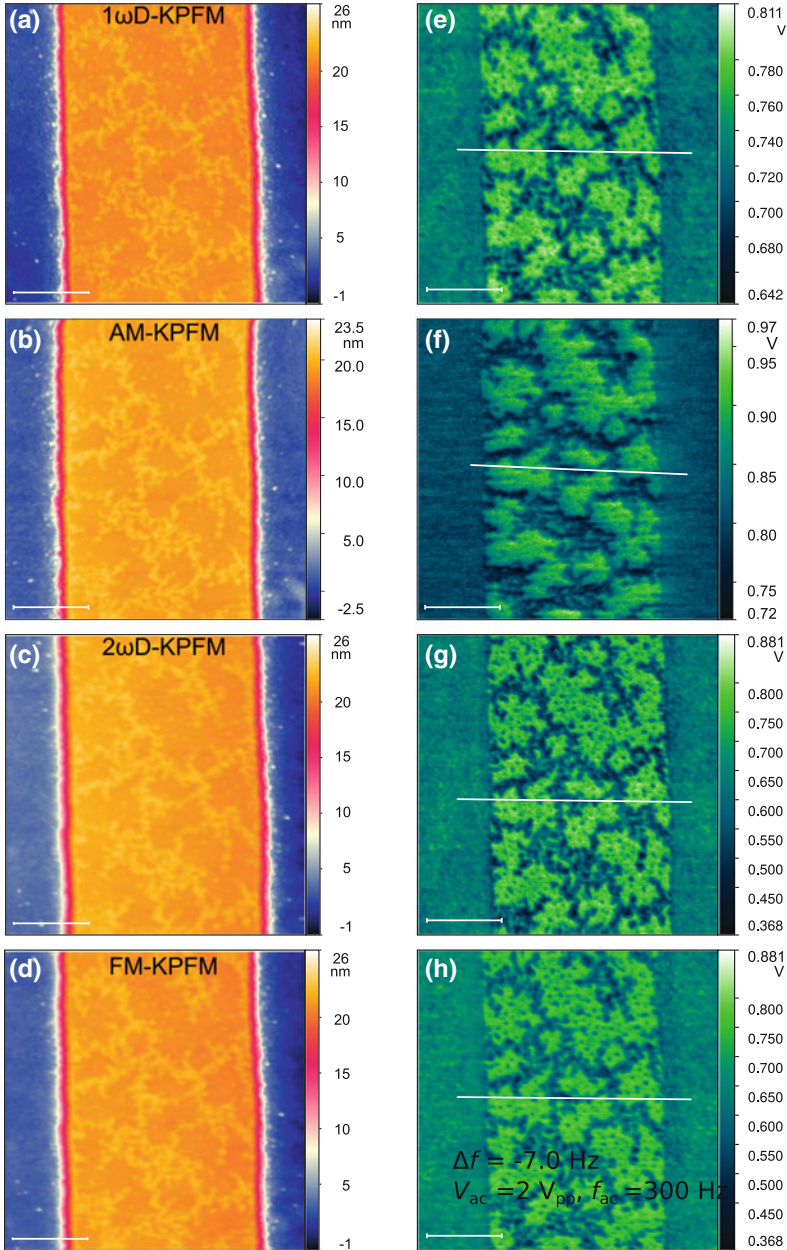 (a)
1ωD-KPFM
26
nm
20
15
10
5
-1
(e)
0.811
V
0.780
0.760
0.740
0.720
0.700
0.680
0.642
(b)
AM-KPFM
23.5
nm
20.0
15.0
10.0
5.0
-2.5
(f)
0.97
V
0.95
0.90
0.85
0.80
0.75
0.72
(c)
2ωD-KPFM
26
nm
20
15
10
5
-1
(g)
0.881
V
0.800
0.750
0.700
0.650
0.600
0.550
0.500
0.450
0.368
(d)
FM-KPFM
26
nm
20
15
10
5
-1
(h)
0.881
V
0.800
0.750
0.700
0.650
0.600
0.550
0.500
0.450
0.368
Δf = -7.0 Hz
Vac =2 Vpp, fac =300 Hz